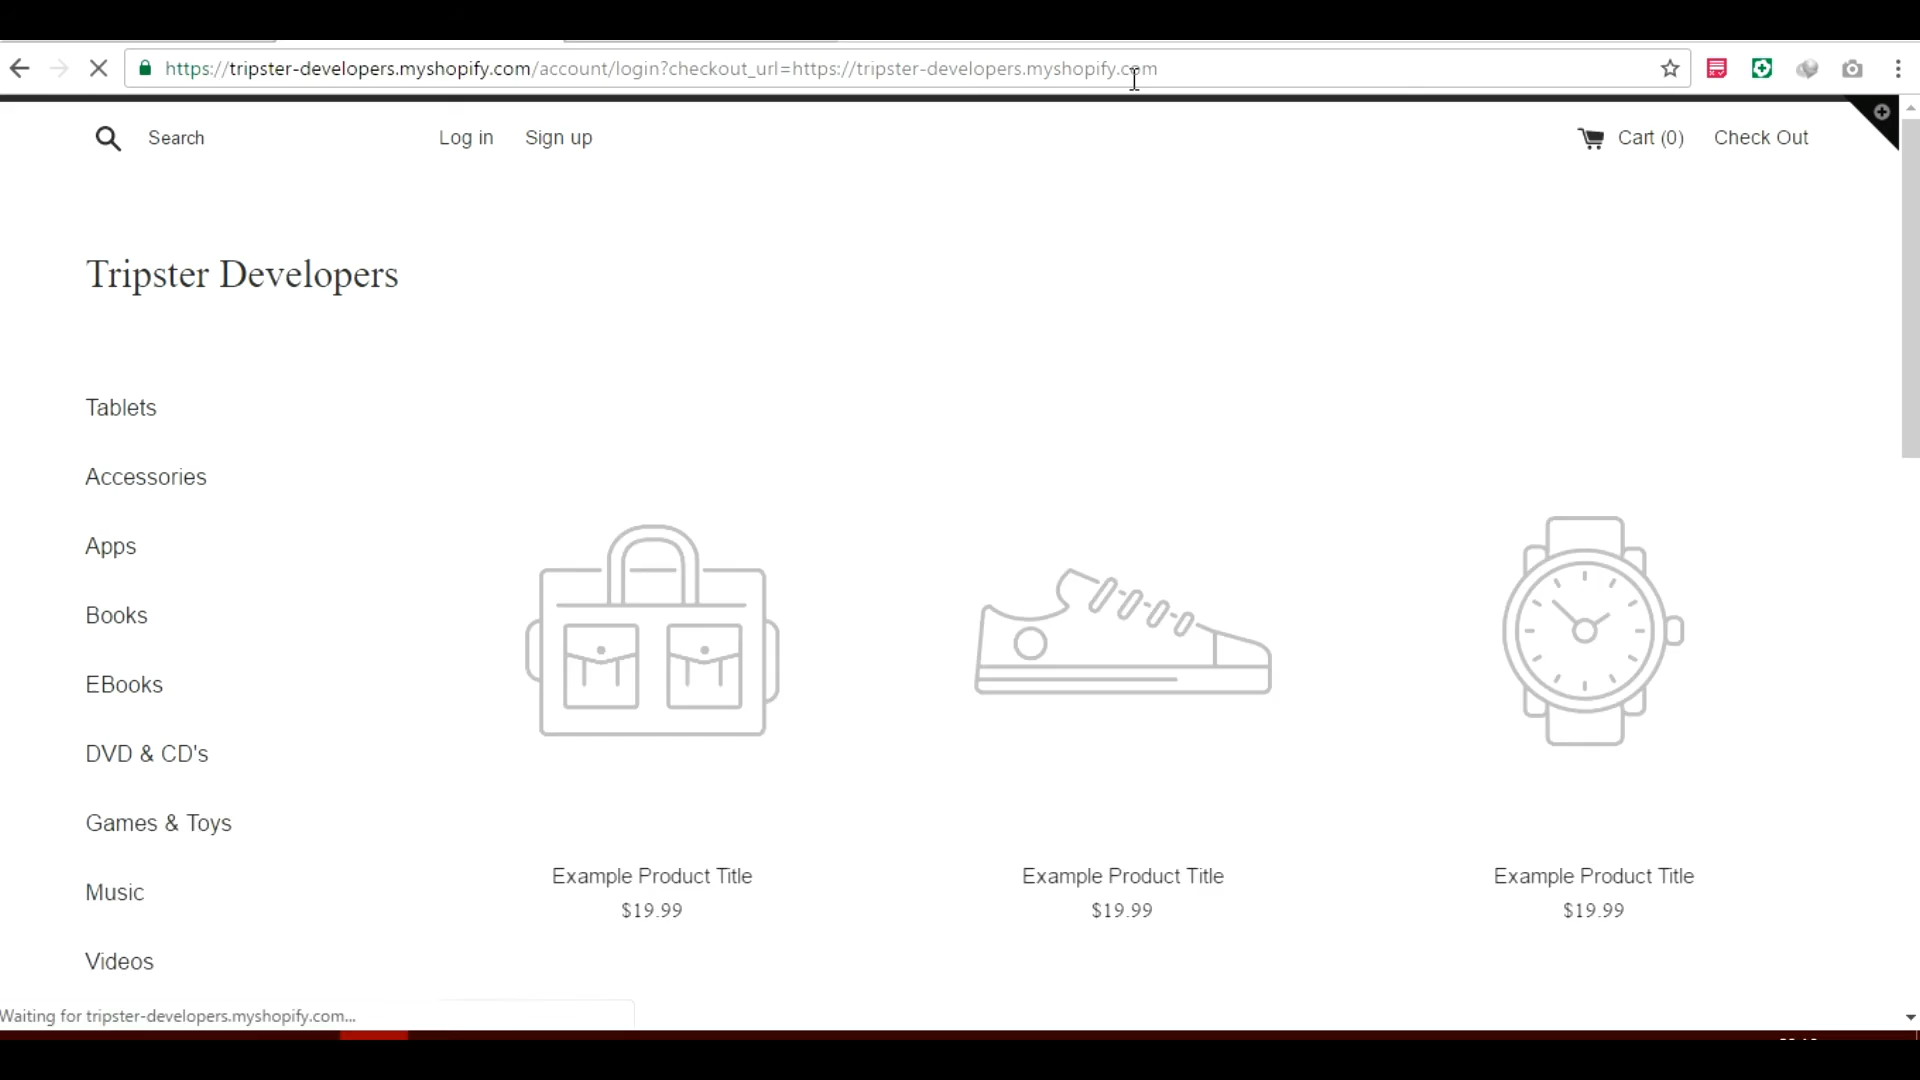 https://tripster-developers.myshopify.com/account/login?checkout_url=https://tripster-developers.myshopify.com
Search
Log in
Sign up
Cart (0)
Check Out
Tripster Developers
Tablets
Accessories
Apps
Books
EBooks
DVD & CD's
Games & Toys
Music
Videos
Example Product Title
$19.99
Example Product Title
$19.99
Example Product Title
$19.99
Waiting for tripster-developers.myshopify.com...